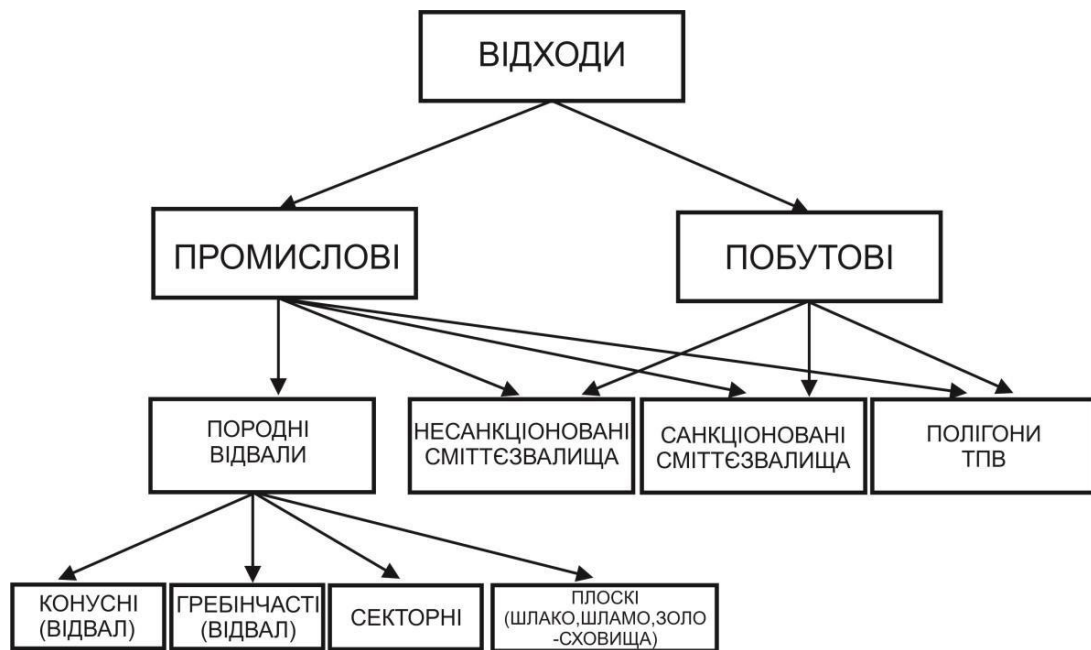 ВІДХОДИ
ПРОМИСЛОВІ
ПОБУТОВІ
ПОРОДНІ
ВІДВАЛИ
НЕСАНКЦІОНОВАНІ
СМІТТЄЗВАЛИЩА
САНКЦІОНОВАНІ
СМІТТЄЗВАЛИЩА
ПОЛІГОНИ
ТПВ
КОНУСНІ
(ВІДВАЛ)
ГРЕБІНЧАСТІ
(ВІДВАЛ)
СЕКТОРНІ
ПЛОСКІ
(ШЛАКО,ШЛАМО,ЗОЛО
-СХОВИЩА)